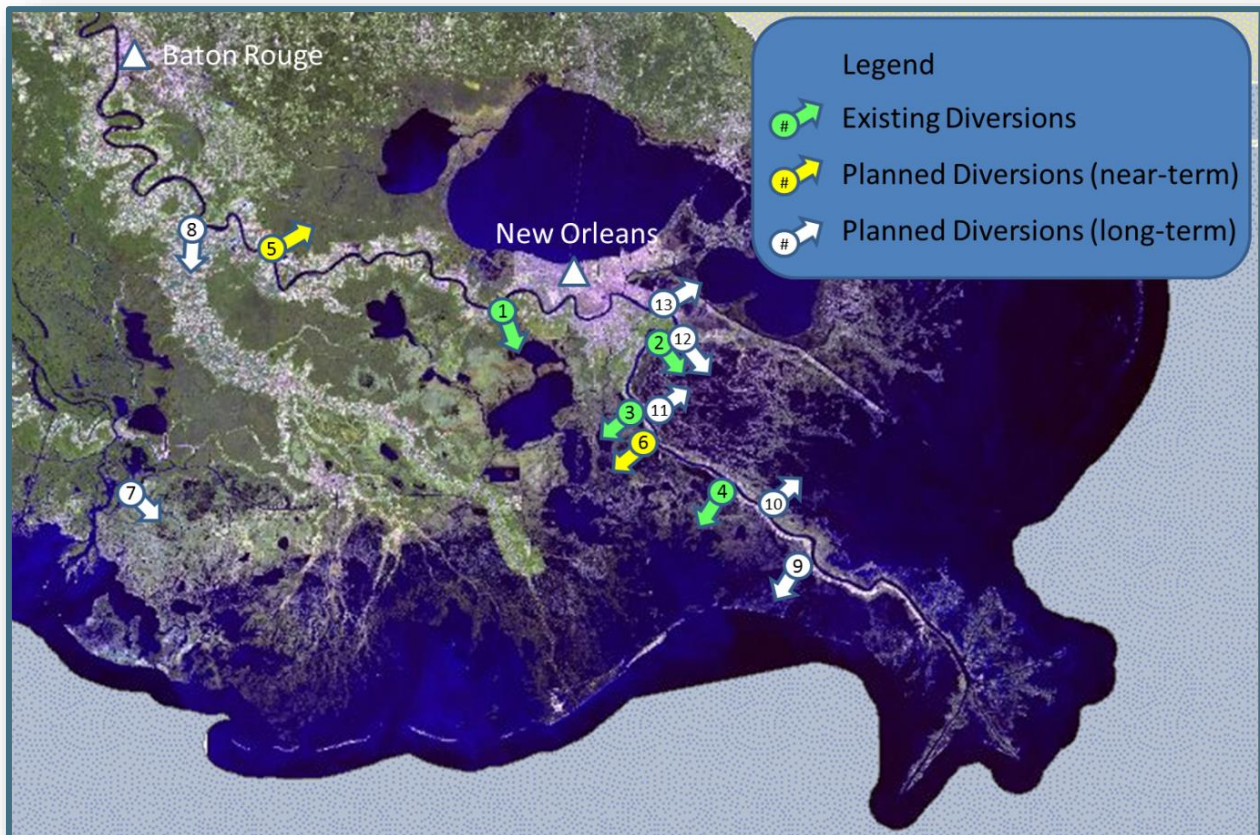 Baton Rouge
Legend
# Existing Diversions
# Planned Diversions (near-term)
# Planned Diversions (long-term)
New Orleans
8
5
1
13
2
12
3
11
6
7
4
10
9